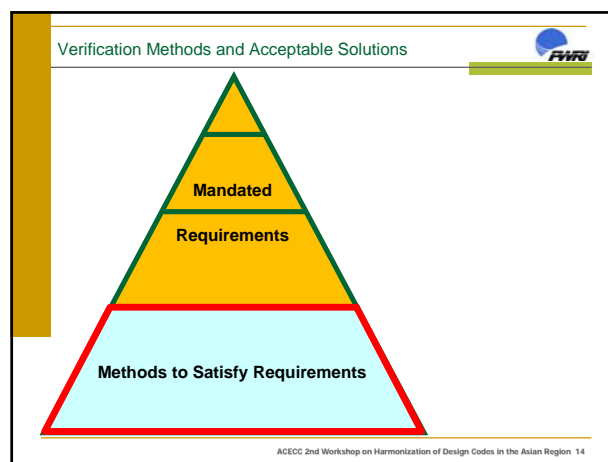 Verification Methods and Acceptable Solutions
PWRI
Mandated
Requirements
Methods to Satisfy Requirements
ACECC 2nd Workshop on Harmonization of Design Codes in the Asian Region 14